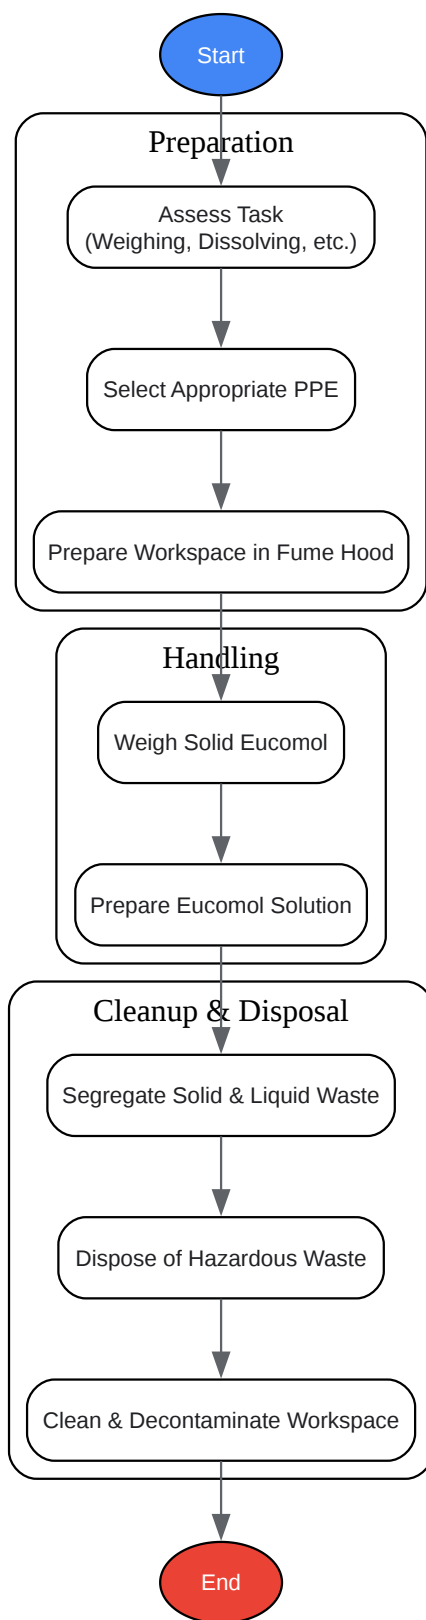 Start
Preparation
Assess Task
(Weighing, Dissolving, etc.)
Select Appropriate PPE
Prepare Workspace in Fume Hood
Handling
Weigh Solid Eucomol
Prepare Eucomol Solution
Cleanup & Disposal
Segregate Solid & Liquid Waste
Dispose of Hazardous Waste
Clean & Decontaminate Workspace
End